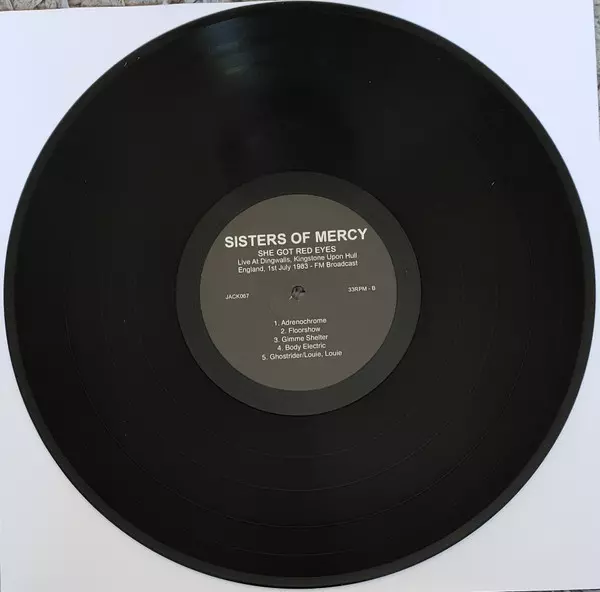 SISTERS OF MERCY
SHE GOT RED EYES
Live At Dingwalls, Kingstone Upon Hull
England, 1st July 1983 - FM Broadcast
JACK067 33RPM - B
1. Adrenochrome
2. Floorshow
3. Gimme Shelter
4. Body Electric
5. Ghostrider/Louie, Louie